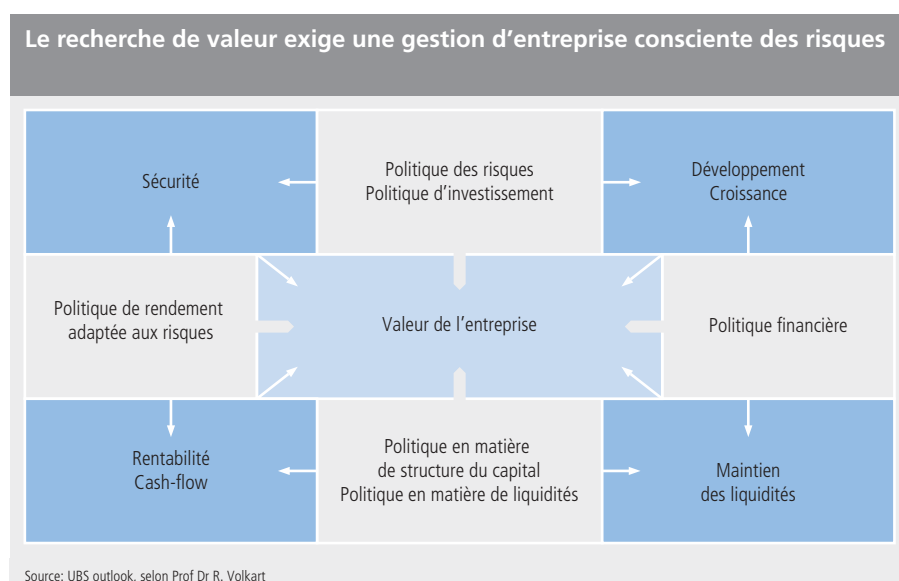 Le recherche de valeur exige une gestion d'entreprise consciente des risques
Sécurité
Politique des risques
Politique d'investissement
Développement
Croissance
Politique de rendement
adaptée aux risques
Valeur de l'entreprise
Politique financière
Rentabilité
Cash-flow
Politique en matière
de structure du capital
Politique en matière de liquidités
Maintien
des liquidités
Source: UBS outlook, selon Prof Dr R. Volkart